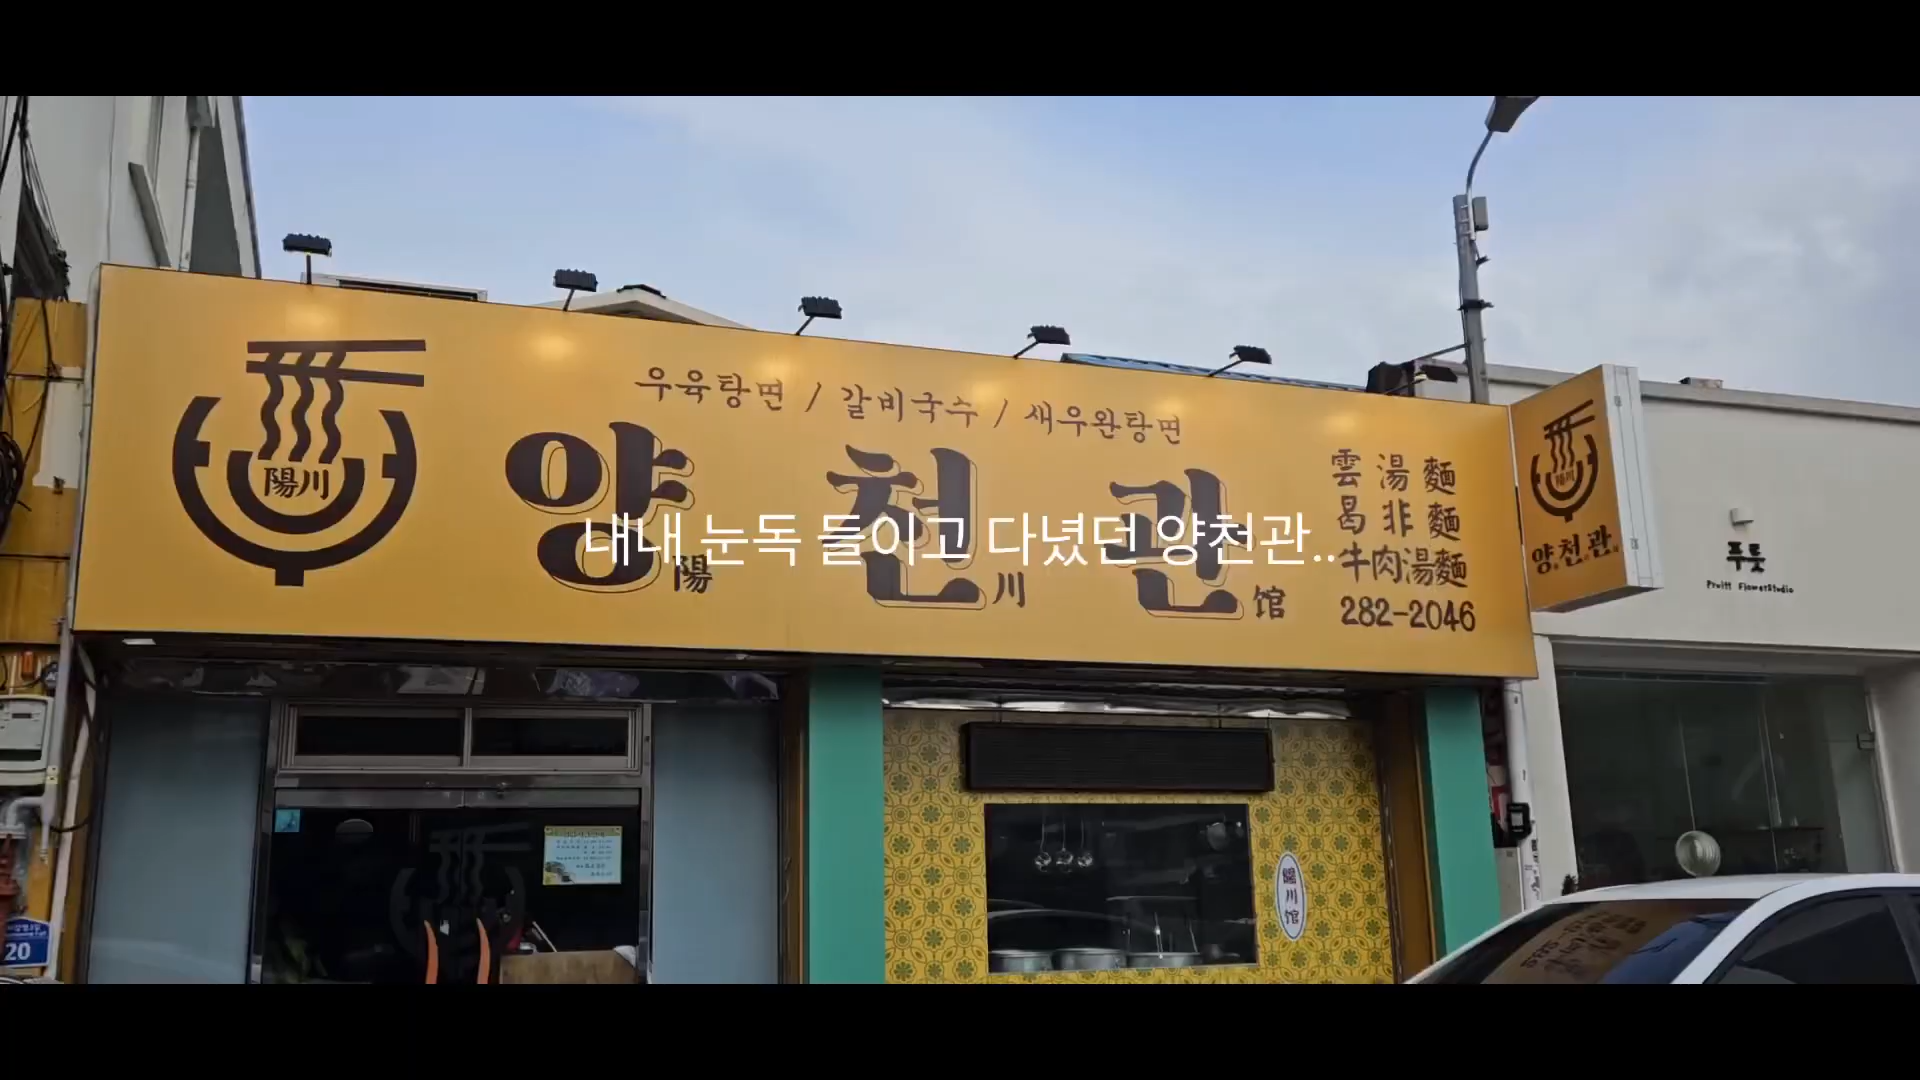 우육탕면 / 갈비국수 / 새우완탕면
陽川
양천관
陽川馆
雲湯麵
曷非麵
牛肉湯麵
282-2046
내내 눈독 들이고 다녔던 양천관..
陽川
양천관
푸릇
Pruitt FlowerStudio
陽川馆
20